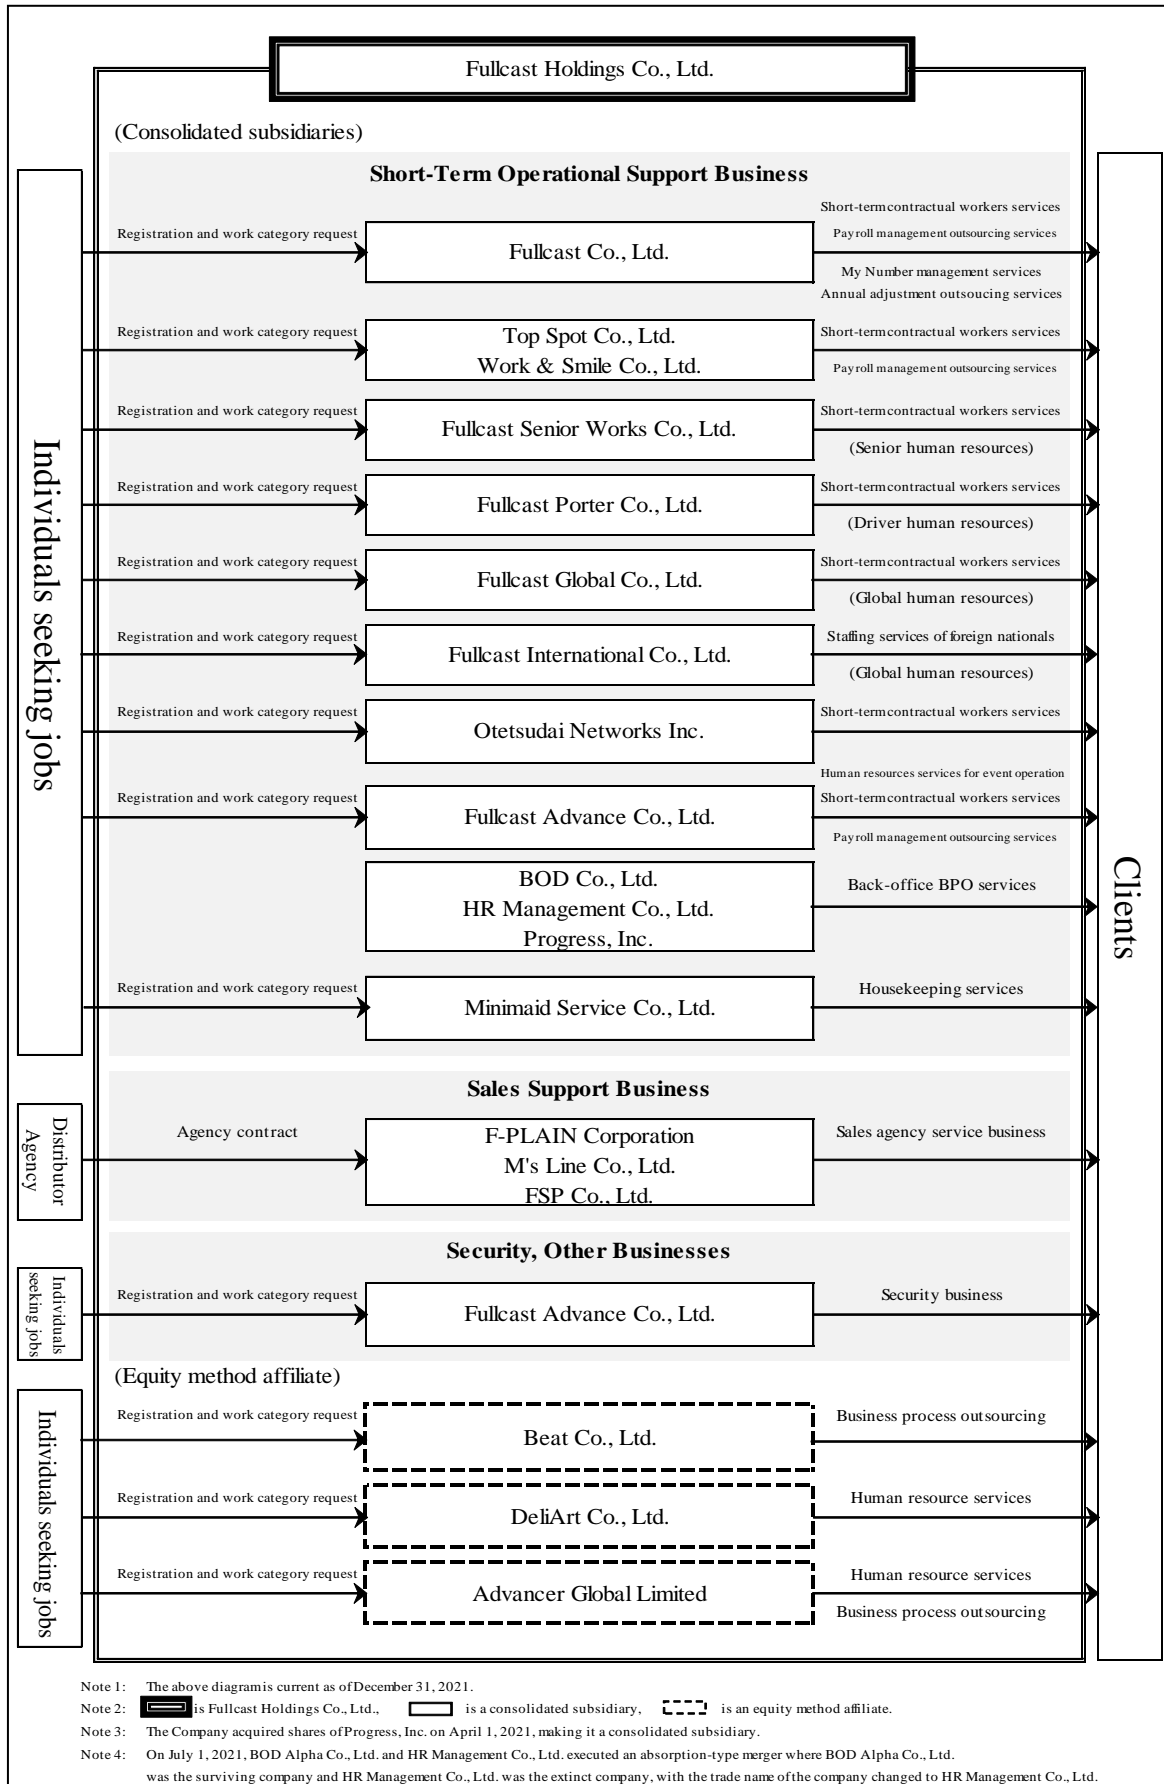 Fullcast Holdings Co., Ltd.
(Consolidated subsidiaries)
Short-Term Operational Support Business
Individuals seeking jobs
Clients
Registration and work category request
Fullcast Co., Ltd.
Short-term contractual workers services
Payroll management outsourcing services
My Number management services
Annual adjustment outsoucing services
Registration and work category request
Top Spot Co., Ltd.
Work & Smile Co., Ltd.
Short-term contractual workers services
Payroll management outsourcing services
Registration and work category request
Fullcast Senior Works Co., Ltd.
Short-term contractual workers services
(Senior human resources)
Registration and work category request
Fullcast Porter Co., Ltd.
Short-term contractual workers services
(Driver human resources)
Registration and work category request
Fullcast Global Co., Ltd.
Short-term contractual workers services
(Global human resources)
Registration and work category request
Fullcast International Co., Ltd.
Staffing services of foreign nationals
(Global human resources)
Registration and work category request
Otetsudai Networks Inc.
Short-term contractual workers services
Registration and work category request
Fullcast Advance Co., Ltd.
Human resources services for event operation
Short-term contractual workers services
Payroll management outsourcing services
BOD Co., Ltd.
HR Management Co., Ltd.
Progress, Inc.
Back-office BPO services
Registration and work category request
Minimaid Service Co., Ltd.
Housekeeping services
Sales Support Business
Distributor
Agency
Agency contract
F-PLAIN Corporation
M's Line Co., Ltd.
FSP Co., Ltd.
Sales agency service business
Security, Other Businesses
Individuals
seeking jobs
Registration and work category request
Fullcast Advance Co., Ltd.
Security business
(Equity method affiliate)
Individuals seeking jobs
Registration and work category request
Beat Co., Ltd.
Business process outsourcing
Registration and work category request
DeliArt Co., Ltd.
Human resource services
Registration and work category request
Advancer Global Limited
Human resource services
Business process outsourcing
Note 1: The above diagram is current as of December 31, 2021.
Note 2: is Fullcast Holdings Co., Ltd., is a consolidated subsidiary, is an equity method affiliate.
Note 3: The Company acquired shares of Progress, Inc. on April 1, 2021, making it a consolidated subsidiary.
Note 4: On July 1, 2021, BOD Alpha Co., Ltd. and HR Management Co., Ltd. executed an absorption-type merger where BOD Alpha Co., Ltd.
was the surviving company and HR Management Co., Ltd. was the extinct company, with the trade name of the company changed to HR Management Co., Ltd.